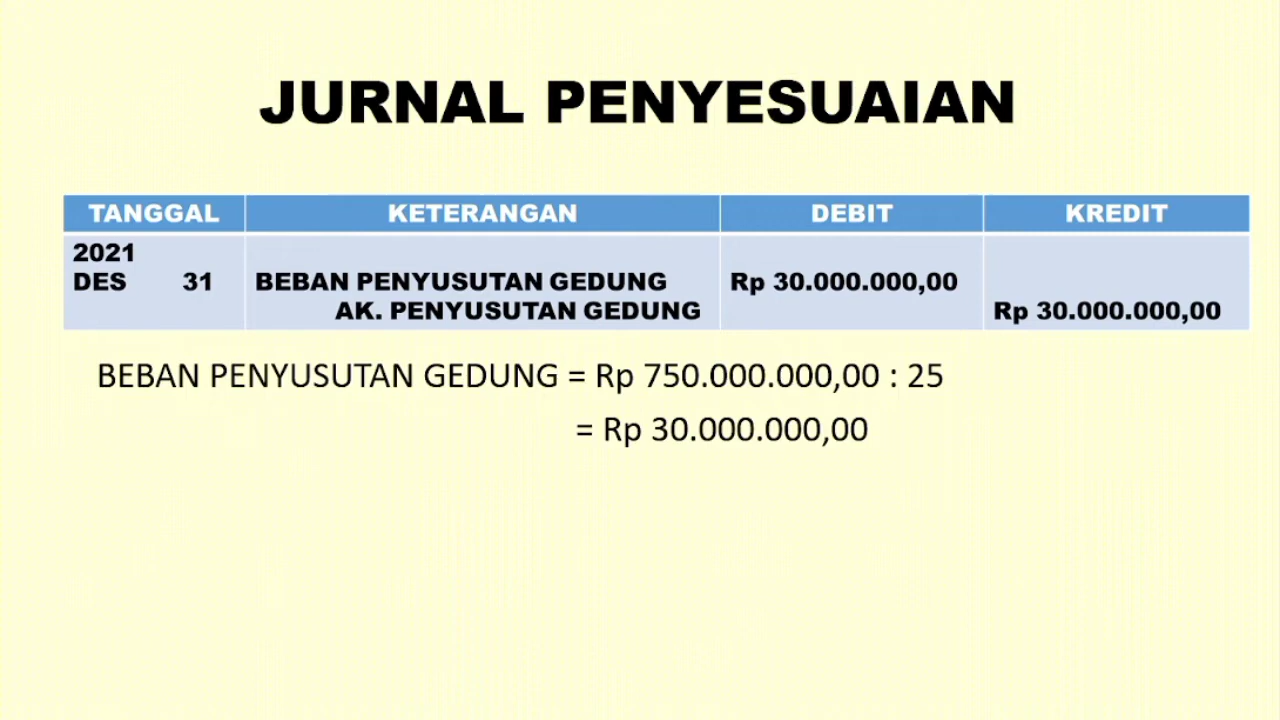 JURNAL PENYESUAIAN
TANGGAL KETERANGAN DEBIT KREDIT
2021
DES 31 BEBAN PENYUSUTAN GEDUNG Rp 30.000.000,00
AK. PENYUSUTAN GEDUNG Rp 30.000.000,00
BEBAN PENYUSUTAN GEDUNG = Rp 750.000.000,00 : 25
= Rp 30.000.000,00